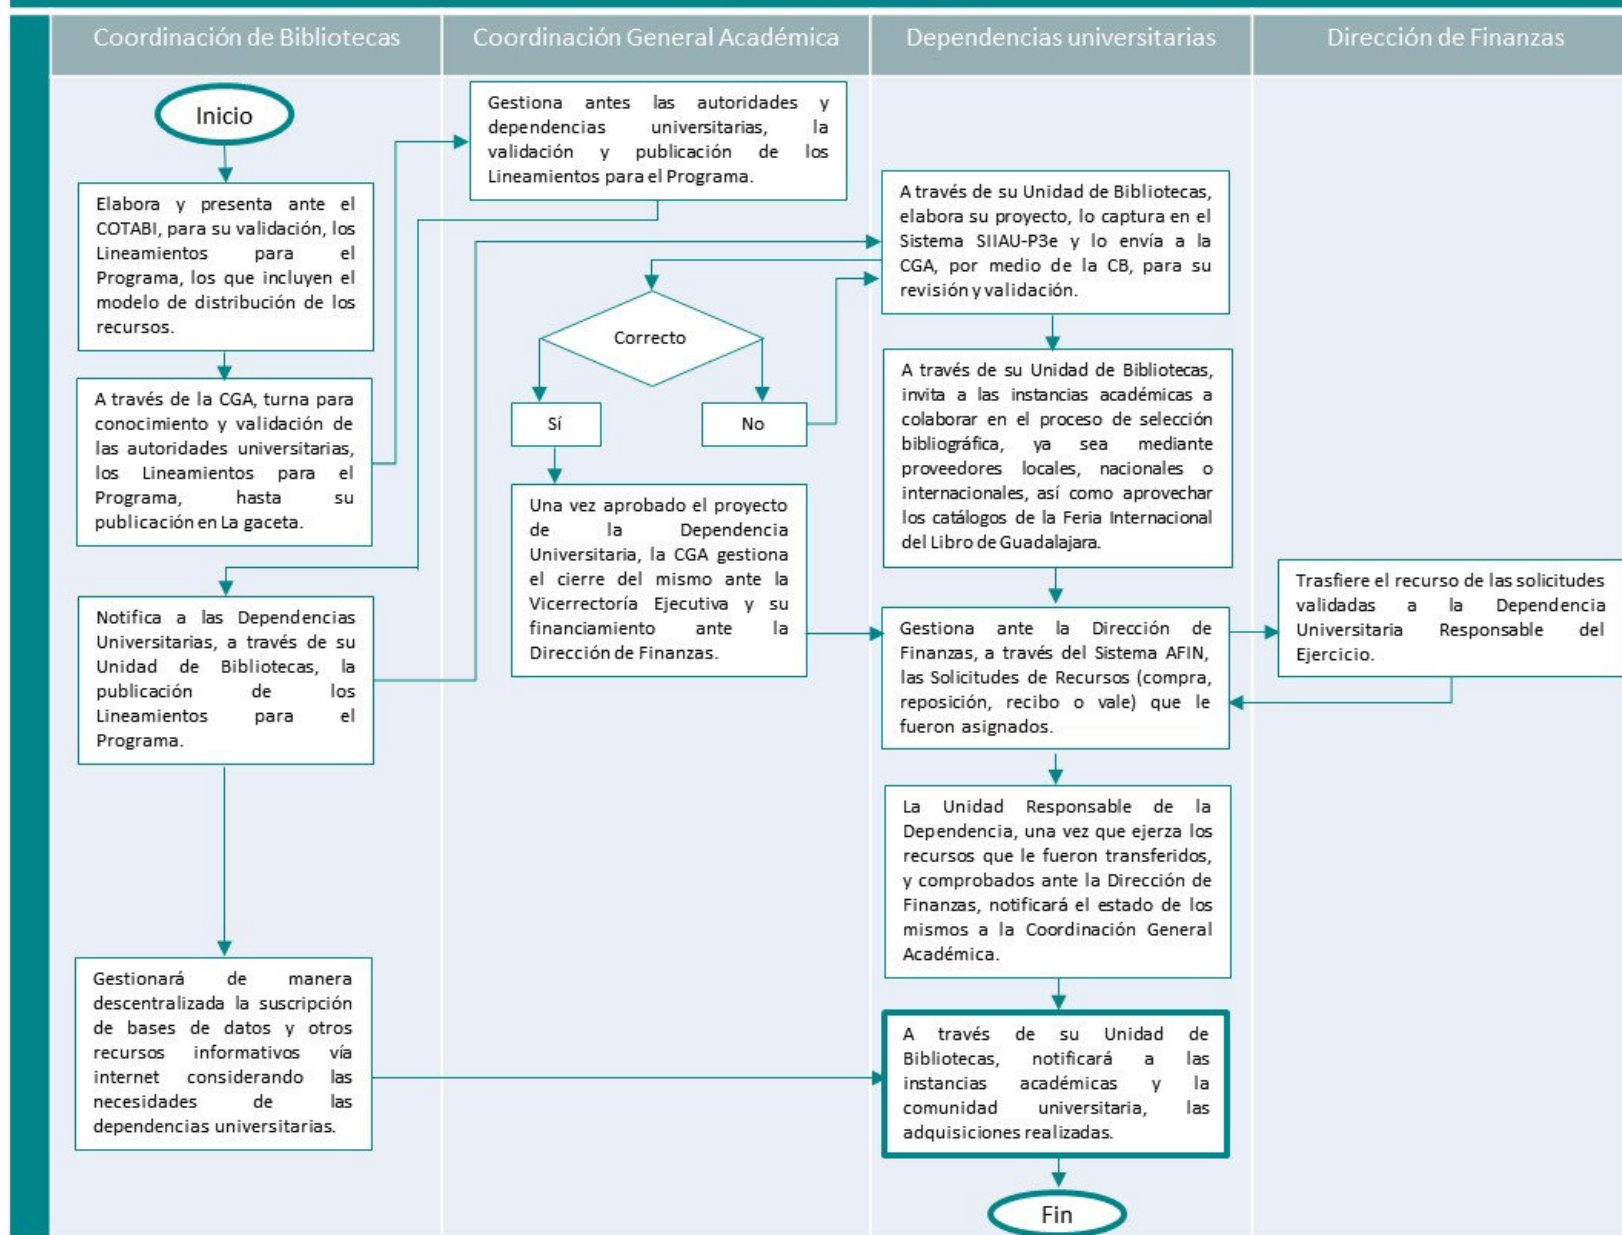 Coordinación de Bibliotecas
Coordinación General Académica
Dependencias universitarias
Dirección de Finanzas
Inicio
Elabora y presenta ante el
COTABI, para su validación, los
Lineamientos para el
Programa, los que incluyen el
modelo de distribución de los
recursos.
A través de la CGA, turna para
conocimiento y validación de
las autoridades universitarias,
los Lineamientos para el
Programa, hasta su
publicación en La gaceta.
Notifica a las Dependencias
Universitarias, a través de su
Unidad de Bibliotecas, la
publicación de los
Lineamientos para el
Programa.
Gestionará de manera
descentralizada la suscripción
de bases de datos y otros
recursos informativos vía
internet considerando las
necesidades de las
dependencias universitarias.
Gestiona antes las autoridades y
dependencias universitarias, la
validación y publicación de los
Lineamientos para el Programa.
Correcto
Sí
No
Una vez aprobado el proyecto
de la Dependencia
Universitaria, la CGA gestiona
el cierre del mismo ante la
Vicerrectoría Ejecutiva y su
financiamiento ante la
Dirección de Finanzas.
A través de su Unidad de Bibliotecas,
elabora su proyecto, lo captura en el
Sistema SIIAU-P3e y lo envía a la
CGA, por medio de la CB, para su
revisión y validación.
A través de su Unidad de Bibliotecas,
invita a las instancias académicas a
colaborar en el proceso de selección
bibliográfica, ya sea mediante
proveedores locales, nacionales o
internacionales, así como aprovechar
los catálogos de la Feria Internacional
del Libro de Guadalajara.
Gestiona ante la Dirección de
Finanzas, a través del Sistema AFIN,
las Solicitudes de Recursos (compra,
reposición, recibo o vale) que le
fueron asignados.
La Unidad Responsable de la
Dependencia, una vez que ejerza los
recursos que le fueron transferidos,
y comprobados ante la Dirección de
Finanzas, notificará el estado de los
mismos a la Coordinación General
Académica.
A través de su Unidad de
Bibliotecas, notificará a las
instancias académicas y la
comunidad universitaria, las
adquisiciones realizadas.
Fin
Trasfiere el recurso de las solicitudes
validadas a la Dependencia
Universitaria Responsable del
Ejercicio.